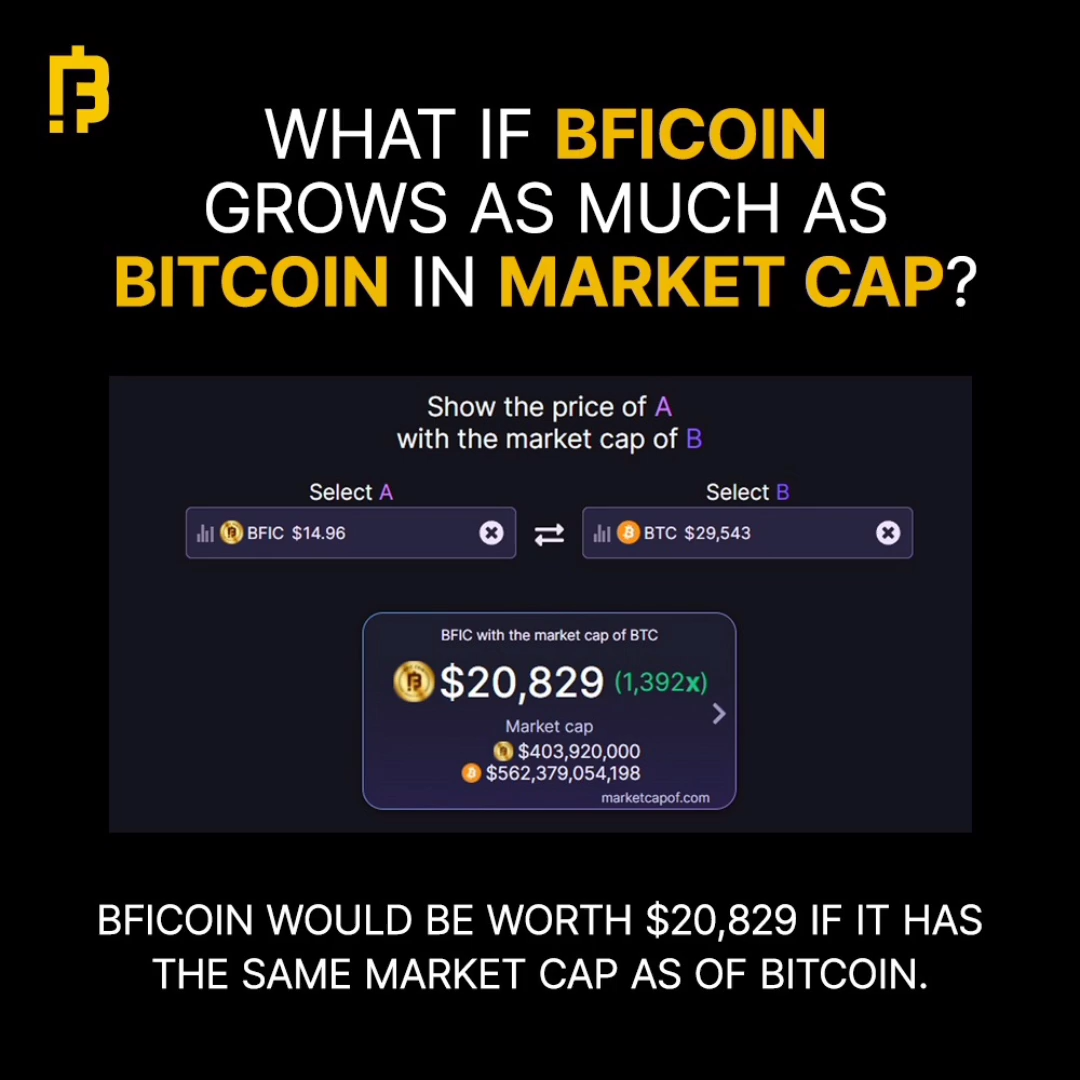 WHAT IF BFICOIN
GROWS AS MUCH AS
BITCOIN IN MARKET CAP?
Show the price of A
with the market cap of B
Select A
Select B
BFIC $14.96
BTC $29,543
BFIC with the market cap of BTC
$20,829 (1,392x)
Market cap
$403,920,000
$562,379,054,198
marketcapof.com
BFICOIN WOULD BE WORTH $20,829 IF IT HAS
THE SAME MARKET CAP AS OF BITCOIN.